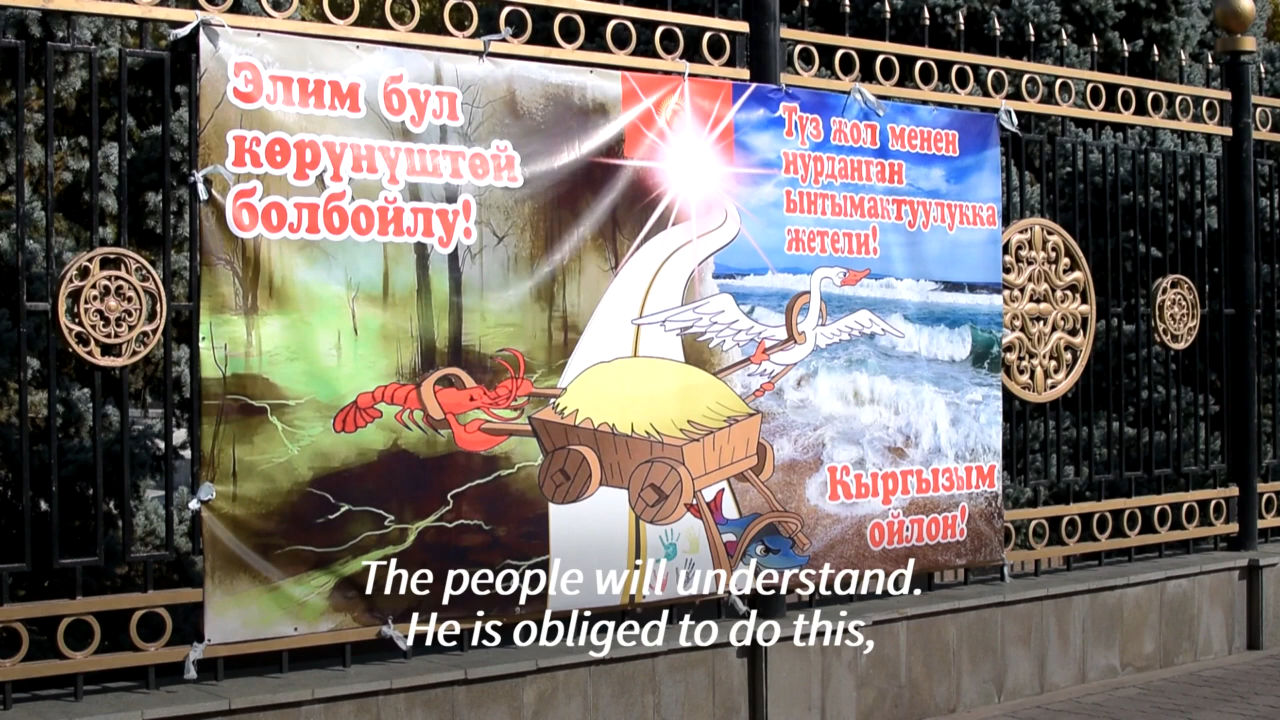 Элим бул
көрүнүштөй
болбойлу!
Түз жол менен
нурданган
ынтымактуулукка
жетели!
Кыргызым
ойлон!
The people will understand.
He is obliged to do this,